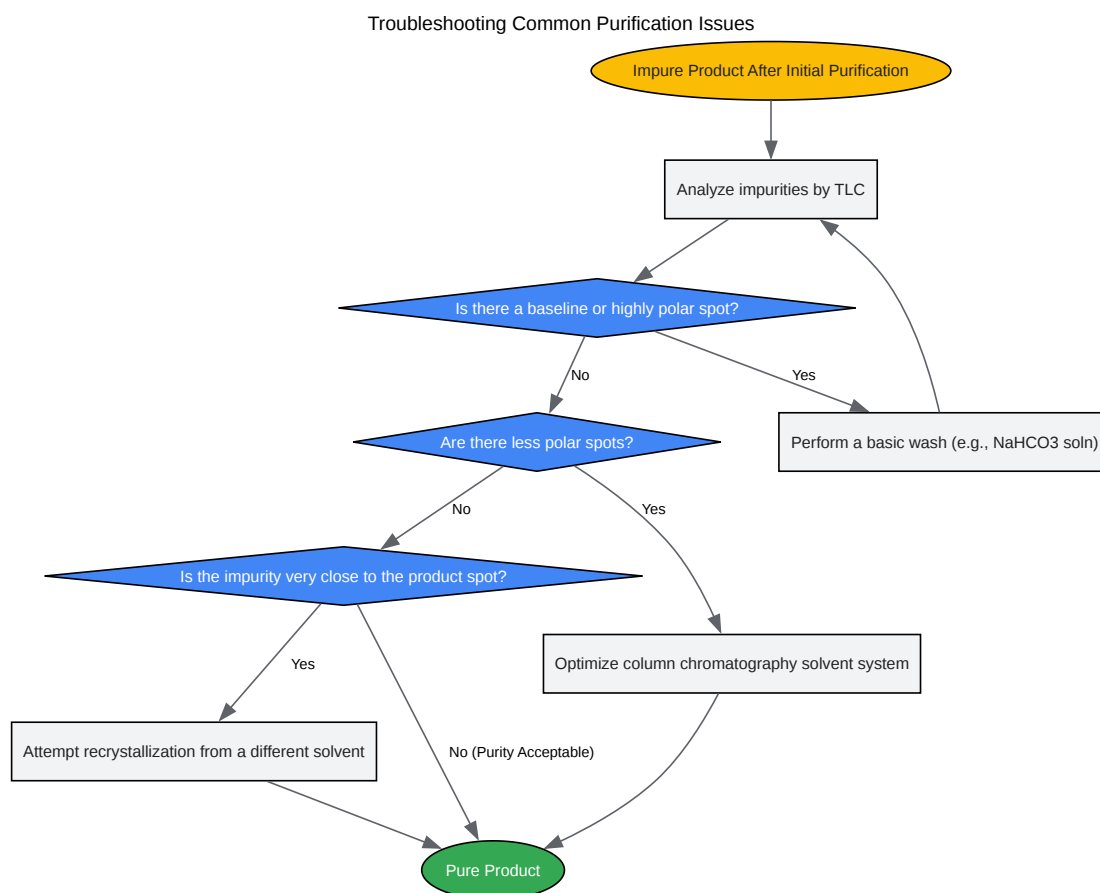 Troubleshooting Common Purification Issues
Impure Product After Initial Purification
Analyze impurities by TLC
Is there a baseline or highly polar spot?
No
Yes
Are there less polar spots?
Perform a basic wash (e.g., NaHCO3 soln)
No
Yes
Is the impurity very close to the product spot?
Yes
Optimize column chromatography solvent system
Attempt recrystallization from a different solvent
No (Purity Acceptable)
Pure Product